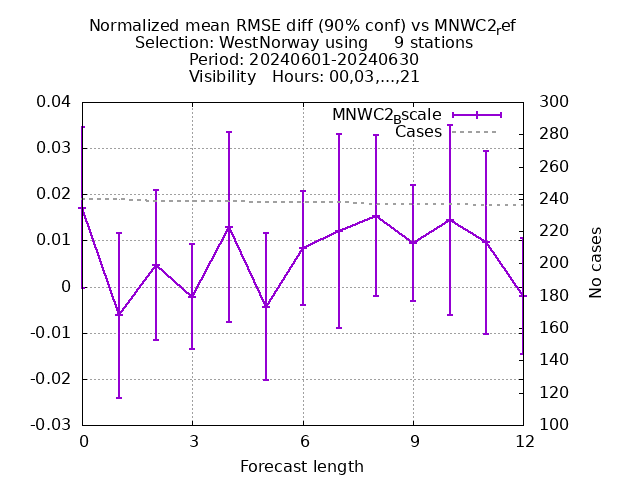 Normalized mean RMSE diff (90% conf) vs MNWC2ref
Selection: WestNorway using     9 stations
Period: 20240601-20240630
Visibility   Hours: 00,03,...,21
MNWC2Bscale
Cases
0.04
0.03
0.02
0.01
0
-0.01
-0.02
-0.03
300
280
260
240
220
200
180
160
140
120
100
No cases
0 3 6 9 12
Forecast length